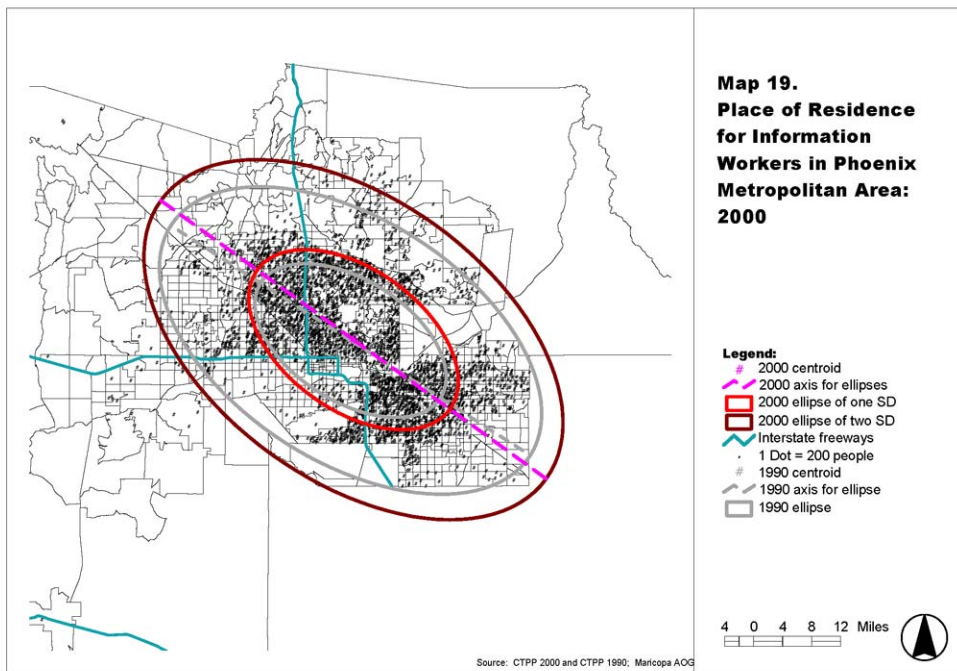 Map 19.
Place of Residence
for Information
Workers in Phoenix
Metropolitan Area:
2000
Legend:
# 2000 centroid
2000 axis for ellipses
2000 ellipse of one SD
2000 ellipse of two SD
Interstate freeways
1 Dot = 200 people
# 1990 centroid
1990 axis for ellipse
1990 ellipse
4 0 4 8 12 Miles
Source: CTPP 2000 and CTPP 1990; Maricopa AOG